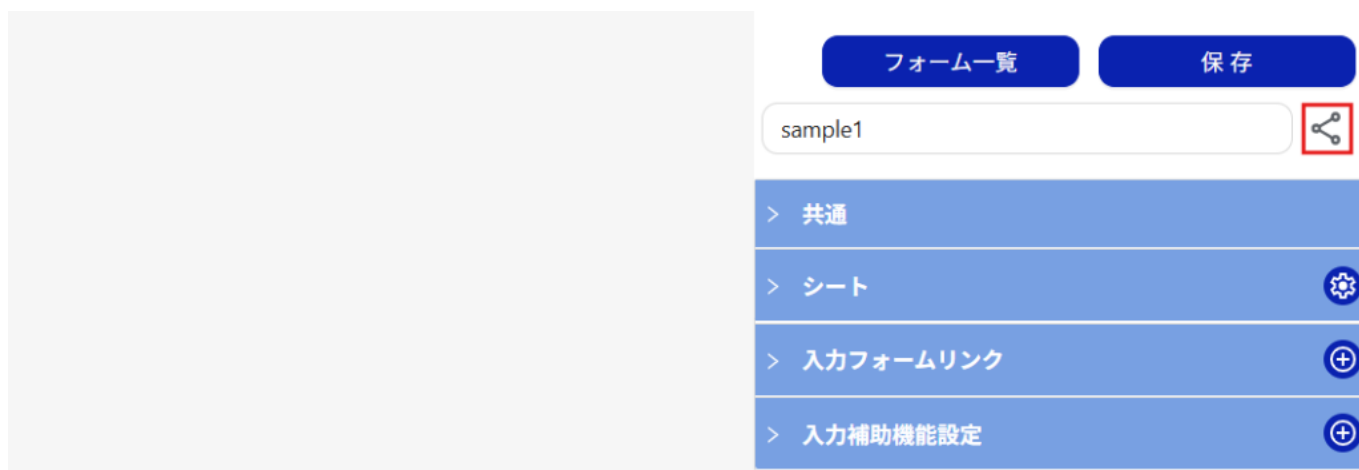 フォーム一覧 保存
sample1
共通
シート
入力フォームリンク
入力補助機能設定